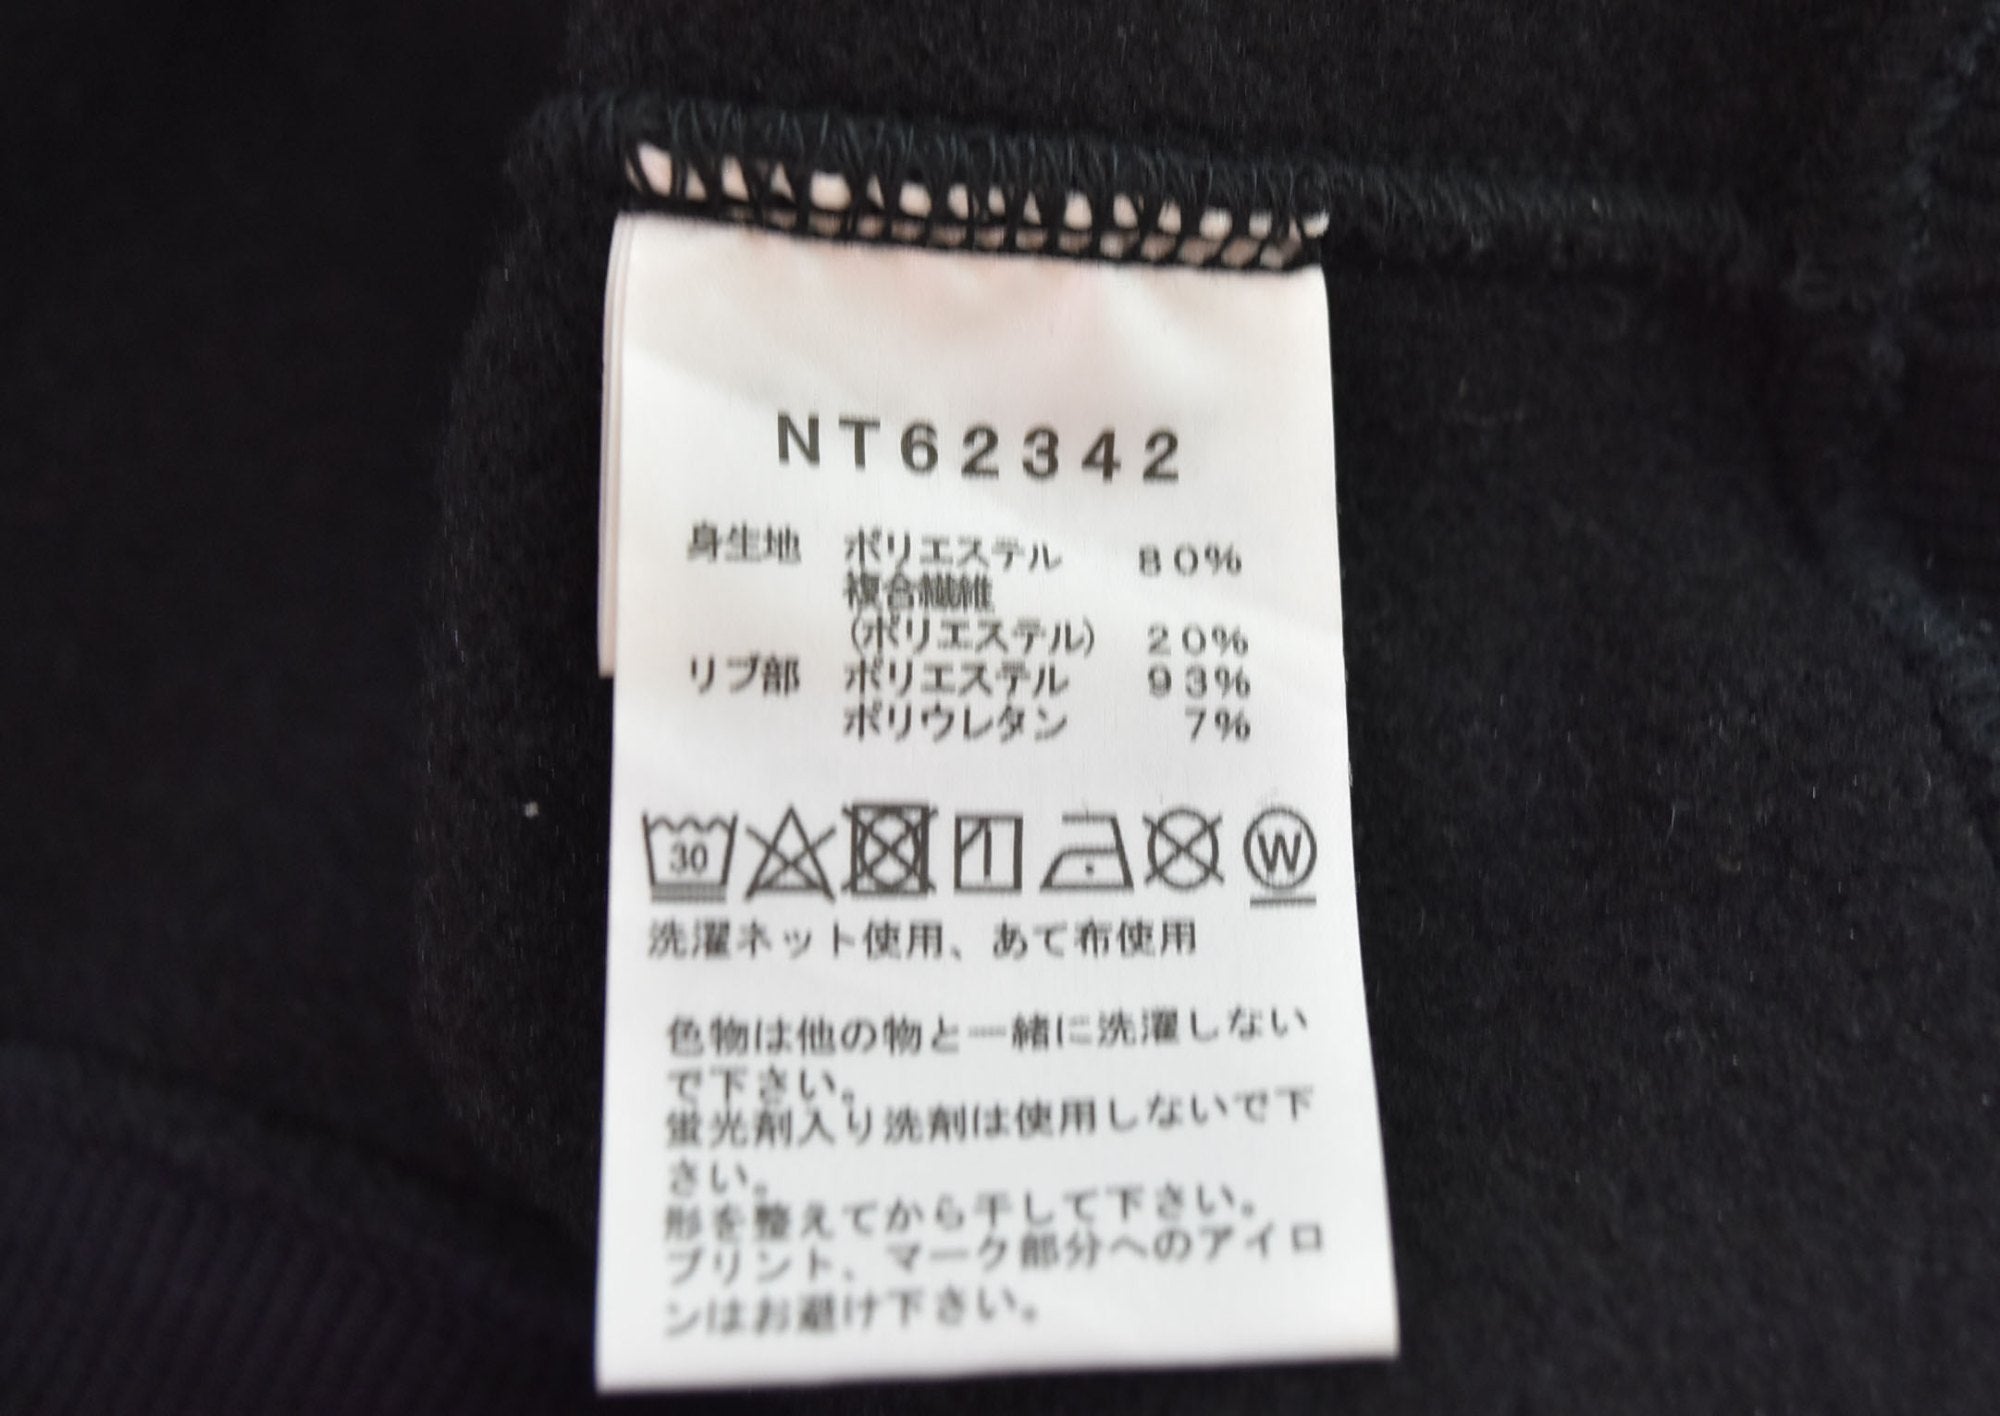 NT62342
身生地 ポリエステル 80%
複合繊維
(ポリエステル) 20%
リブ部 ポリエステル 93%
ポリウレタン 7%
30 W
洗濯ネット使用、あて布使用
色物は他の物と一緒に洗濯しない
で下さい。
蛍光剤入り洗剤は使用しないで下
さい。
形を整えてから干して下さい。
プリント、マーク部分へのアイロ
ンはお避け下さい。